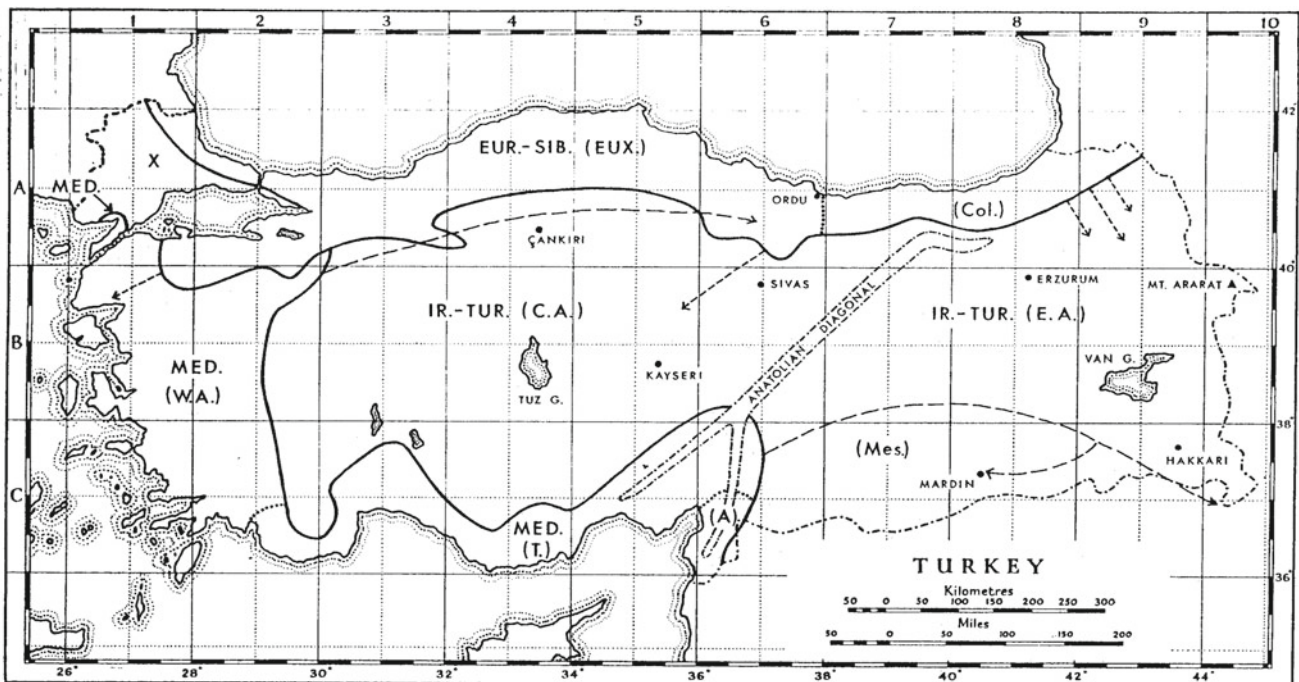 1 2 3 4 5 6 7 8 9 10
42°
EUR.-SIB. (EUX.)
X
MED.
A
ORDU
(Col.)
ÇANKIRI
40°
SIVAS
ERZURUM
MT. ARARAT
IR.-TUR. (C.A.)
IR.-TUR. (E.A.)
ANATOLIAN DIAGONAL
B
MED.
(W.A.)
KAYSERI
VAN G.
TUZ G.
38°
(Mes.)
HAKKARI
MARDIN
C
MED.
(T.)
(A)
36°
TURKEY
Kilometres
50 0 50 100 150 200 250 300
Miles
50 0 50 100 150 200
26° 28° 30° 32° 34° 36° 38° 40° 42° 44°